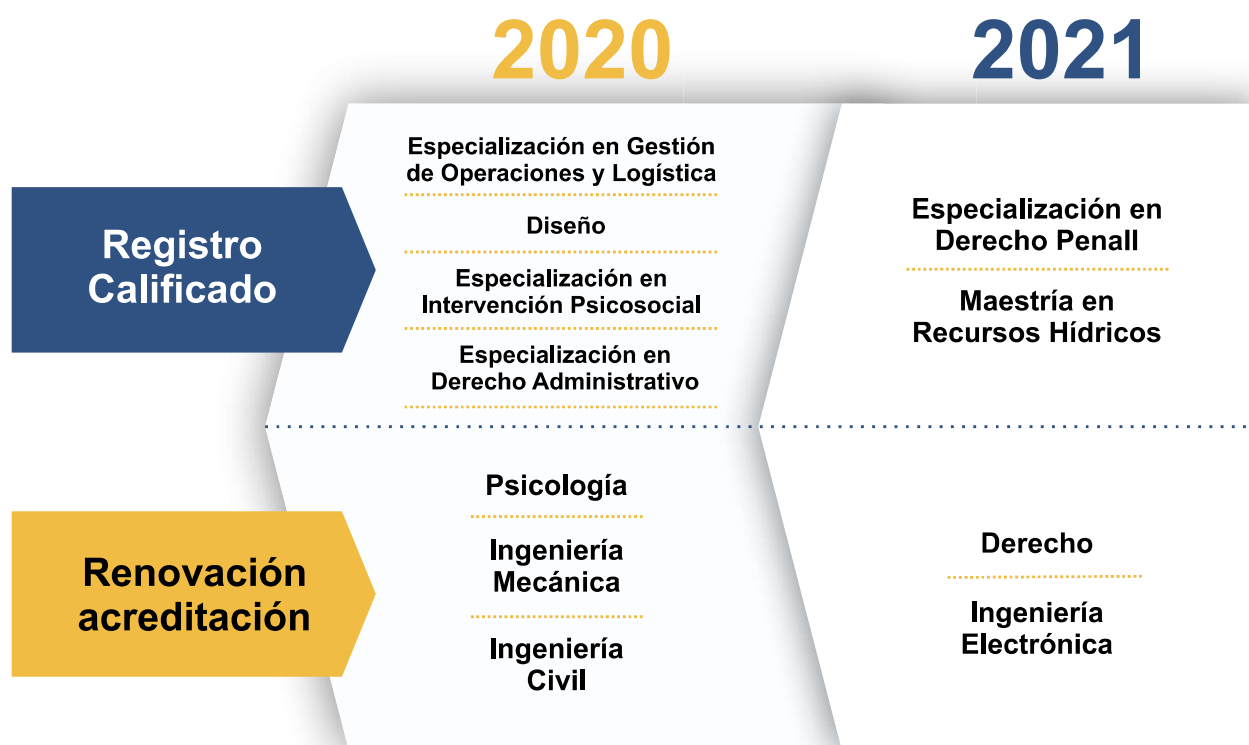 2020
2021
Registro
Calificado
Especialización en Gestión
de Operaciones y Logística
Diseño
Especialización en
Intervención Psicosocial
Especialización en
Derecho Administrativo
Especialización en
Derecho Penall
Maestría en
Recursos Hídricos
Renovación
acreditación
Psicología
Ingeniería
Mecánica
Ingeniería
Civil
Derecho
Ingeniería
Electrónica